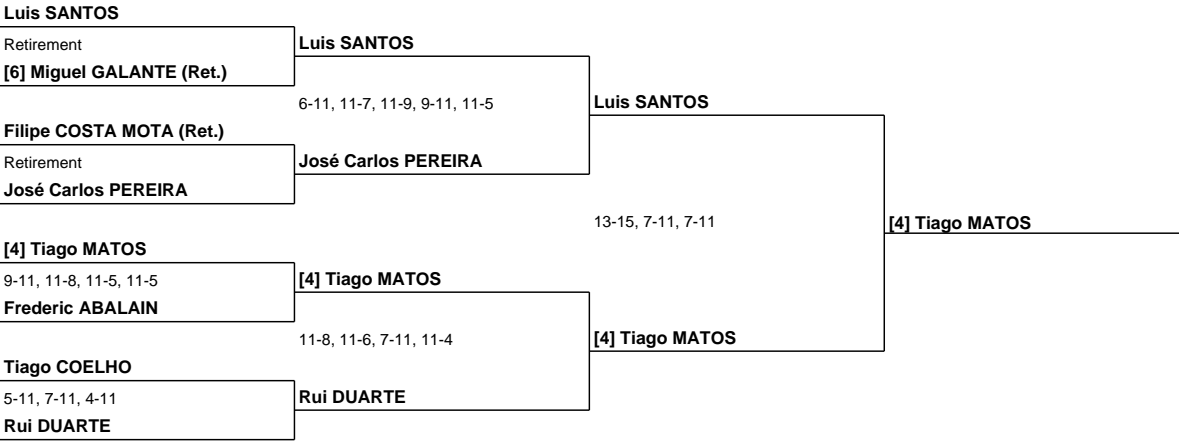 Luis SANTOS
Retirement
[6] Miguel GALANTE (Ret.)
Filipe COSTA MOTA (Ret.)
Retirement
José Carlos PEREIRA
[4] Tiago MATOS
9-11, 11-8, 11-5, 11-5
Frederic ABALAIN
Tiago COELHO
5-11, 7-11, 4-11
Rui DUARTE
Luis SANTOS
6-11, 11-7, 11-9, 9-11, 11-5
José Carlos PEREIRA
[4] Tiago MATOS
11-8, 11-6, 7-11, 11-4
Rui DUARTE
Luis SANTOS
13-15, 7-11, 7-11
[4] Tiago MATOS
[4] Tiago MATOS